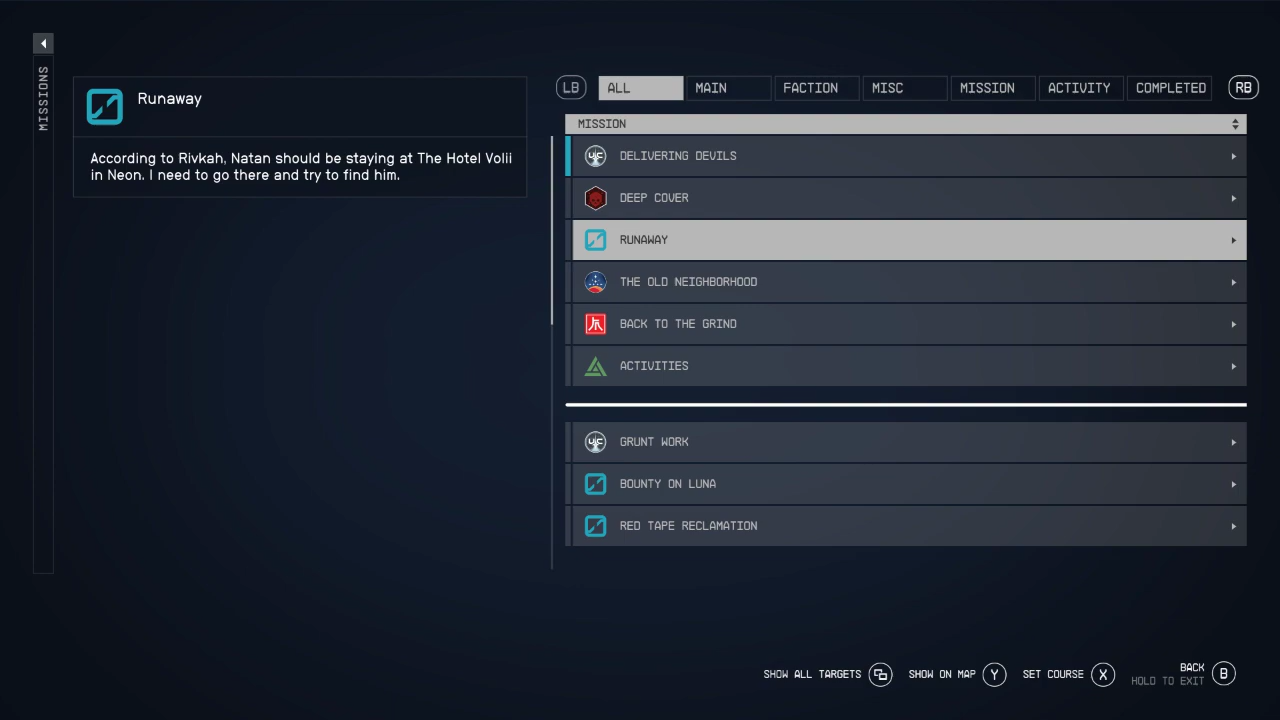 MISSIONS
Runaway
According to Rivkah, Natan should be staying at The Hotel Volii
in Neon. I need to go there and try to find him.
LB ALL MAIN FACTION MISC MISSION ACTIVITY COMPLETED RB
MISSION
DELIVERING DEVILS
DEEP COVER
RUNAWAY
THE OLD NEIGHBORHOOD
BACK TO THE GRIND
ACTIVITIES
UC GRUNT WORK
BOUNTY ON LUNA
RED TAPE RECLAMATION
SHOW ALL TARGETS SHOW ON MAP Y SET COURSE X BACK B
HOLD TO EXIT